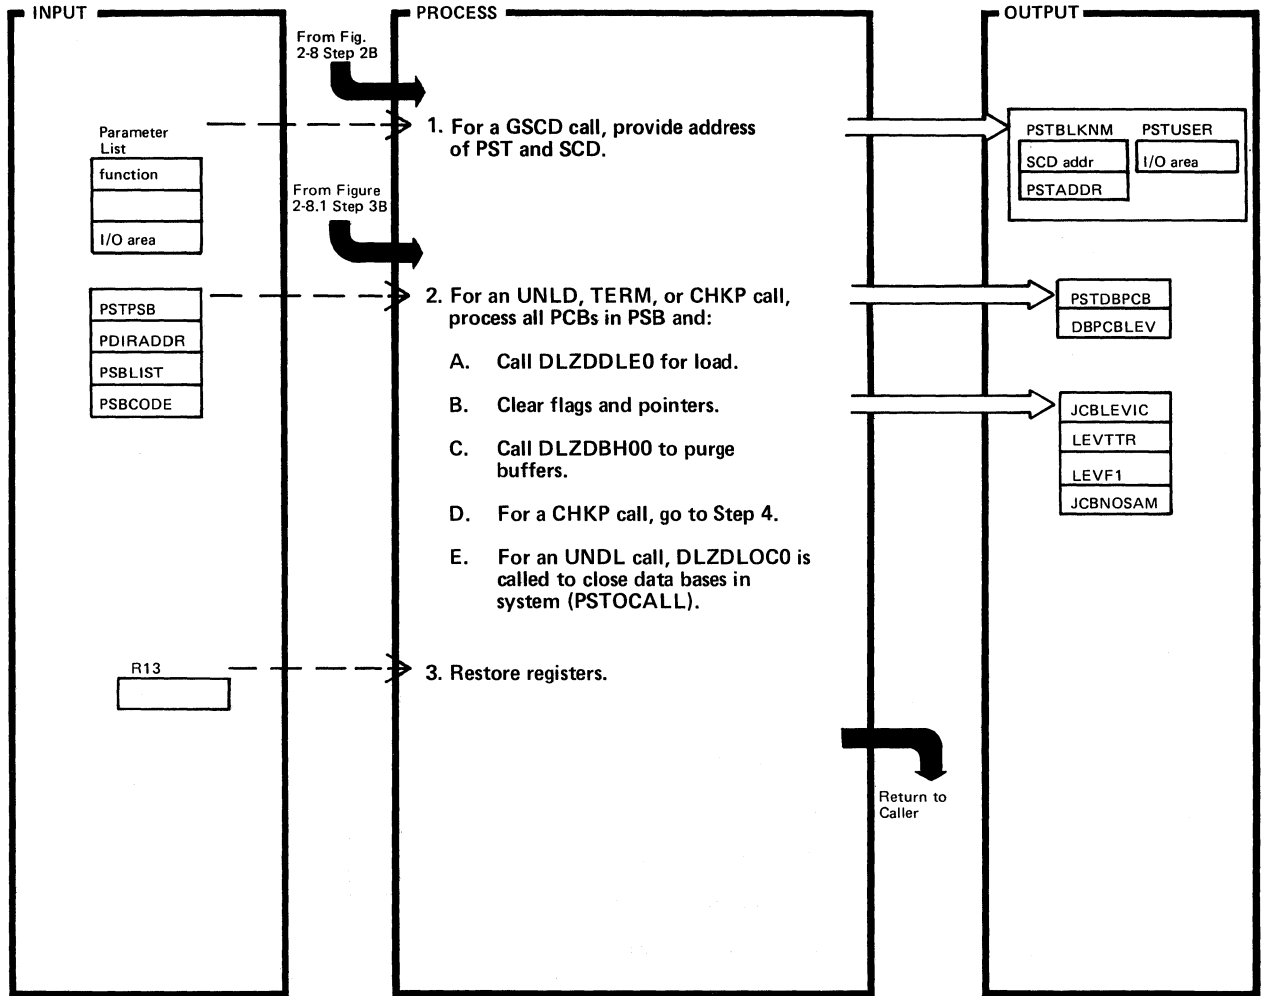 INPUT
PROCESS
OUTPUT
From Fig.
2-8 Step 2B
Parameter
List
function
I/O area
1. For a GSCD call, provide address
of PST and SCD.
PSTBLKNM
PSTUSER
SCD addr
I/O area
PSTADDR
From Figure
2-8.1 Step 3B
PSTPSB
PDIRADDR
PSBLIST
PSBCODE
2. For an UNLD, TERM, or CHKP call,
process all PCBs in PSB and:
A. Call DLZDDLE0 for load.
B. Clear flags and pointers.
C. Call DLZDBH00 to purge
buffers.
D. For a CHKP call, go to Step 4.
E. For an UNDL call, DLZDLOC0 is
called to close data bases in
system (PSTOCALL).
PSTDBPCB
DBPCBLEV
JCBLEVIC
LEVTTR
LEVF1
JCBNOSAM
R13
3. Restore registers.
Return to
Caller